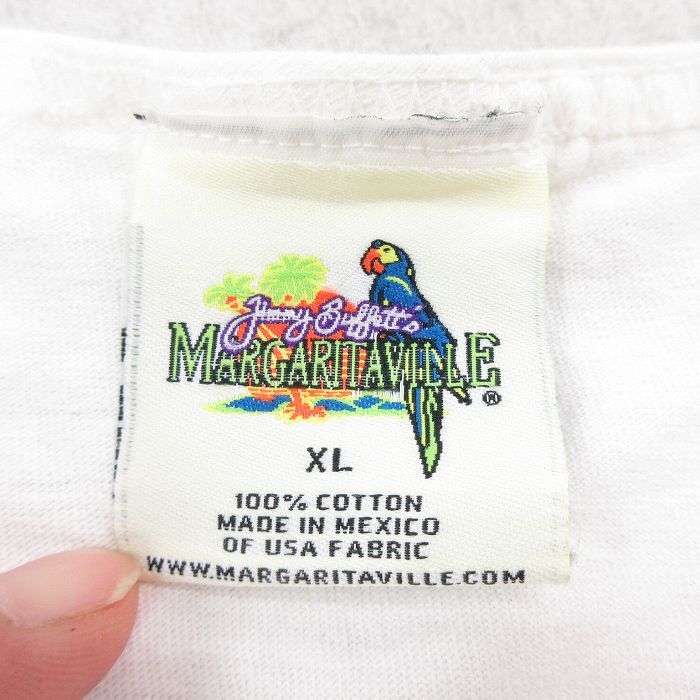 Jimmy Buffett's
MARGARITAVILLE®
XL
100% COTTON
MADE IN MEXICO
OF USA FABRIC
WWW.MARGARITAVILLE.COM